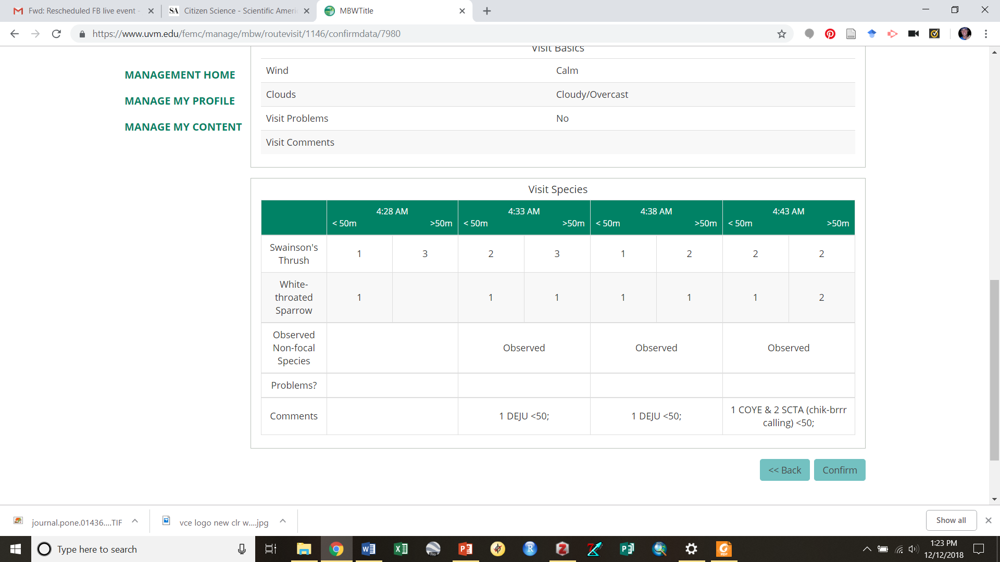 Fwd: Rescheduled FB live event -
Citizen Science - Scientific Americ
MBWTitle
https://www.uvm.edu/femc/manage/mbw/routevisit/1146/confirmdata/7980
MANAGEMENT HOME
MANAGE MY PROFILE
MANAGE MY CONTENT
Visit Basics
Wind Calm
Clouds Cloudy/Overcast
Visit Problems No
Visit Comments
Visit Species
4:28 AM 4:33 AM 4:38 AM 4:43 AM
< 50m >50m < 50m >50m < 50m >50m < 50m >50m
Swainson's
Thrush
1 3 2 3 1 2 2 2
White-
throated
Sparrow
1 1 1 1 1 1 2
Observed
Non-focal
Species
Observed Observed Observed
Problems?
Comments
1 DEJU <50; 1 DEJU <50;
1 COYE & 2 SCTA (chik-brrr
calling) <50;
<< Back Confirm
journal.pone.01436....TIF
vce logo new clr w....jpg
Show all
Type here to search
1:23 PM
12/12/2018